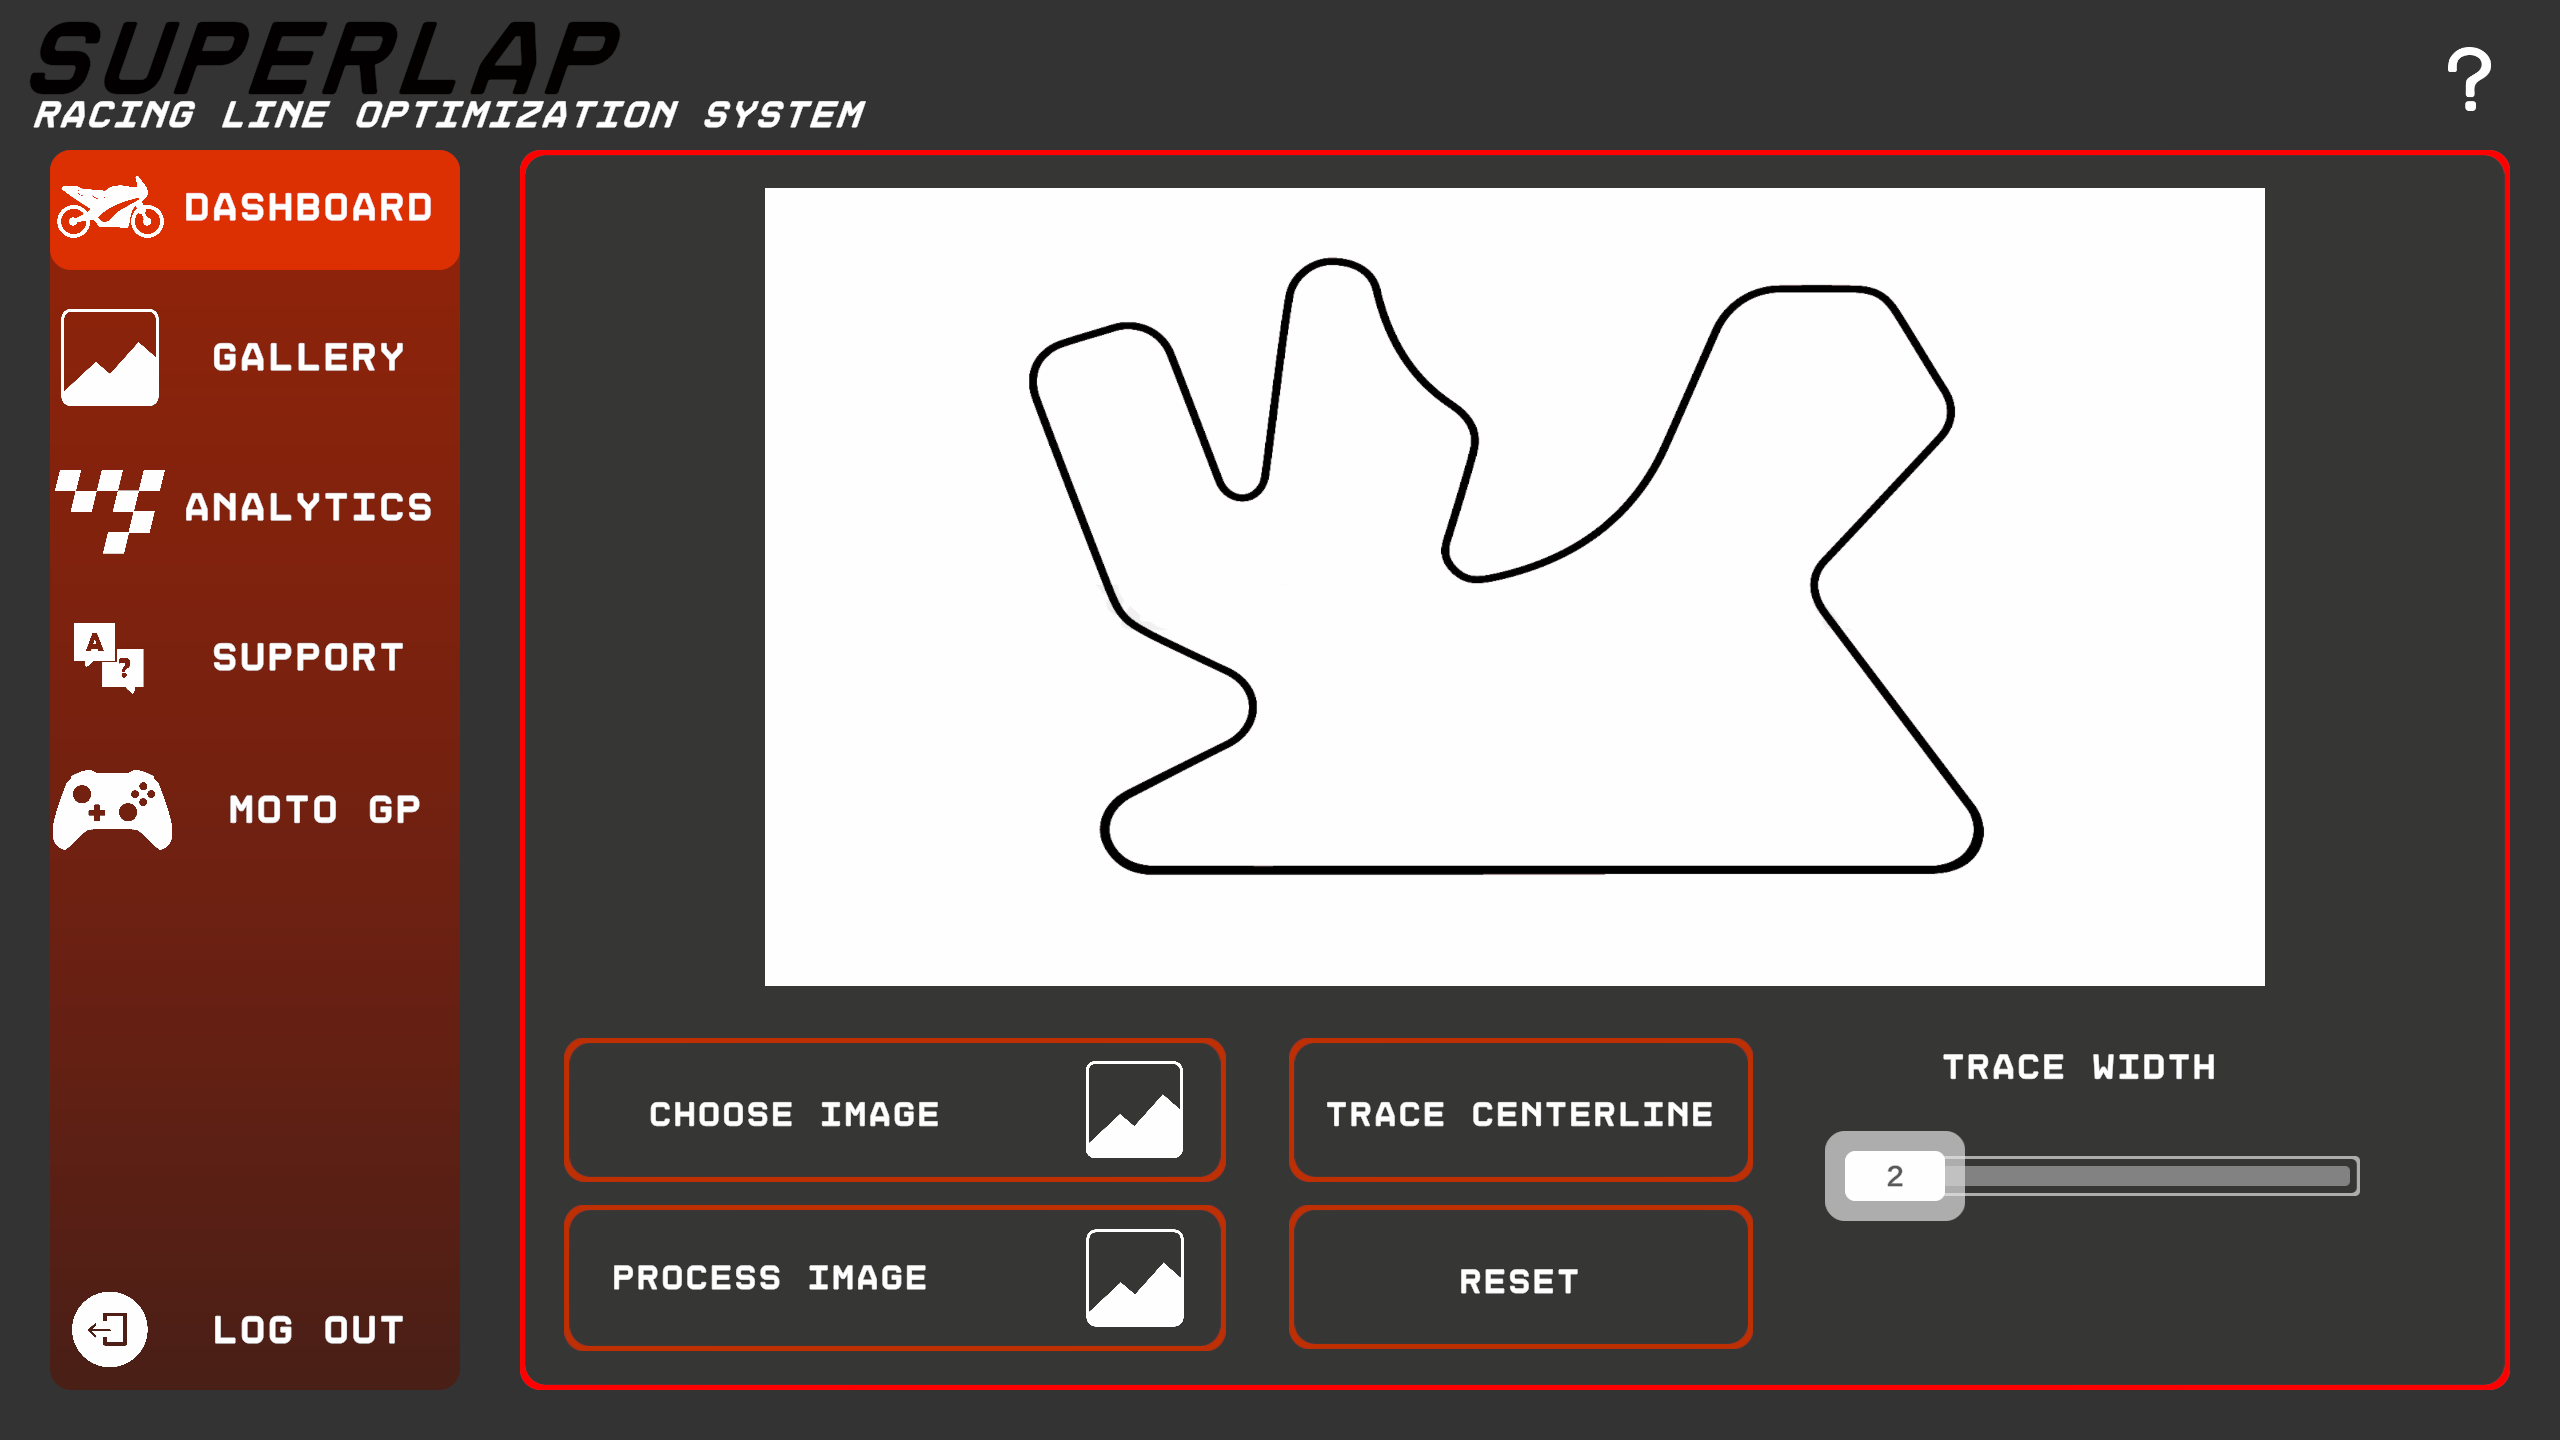 SUPERLAP
RACING LINE OPTIMIZATION SYSTEM
?
DASHBOARD
GALLERY
ANALYTICS
A
?
SUPPORT
MOTO GP
LOG OUT
CHOOSE IMAGE
TRACE CENTERLINE
TRACE WIDTH
2
PROCESS IMAGE
RESET